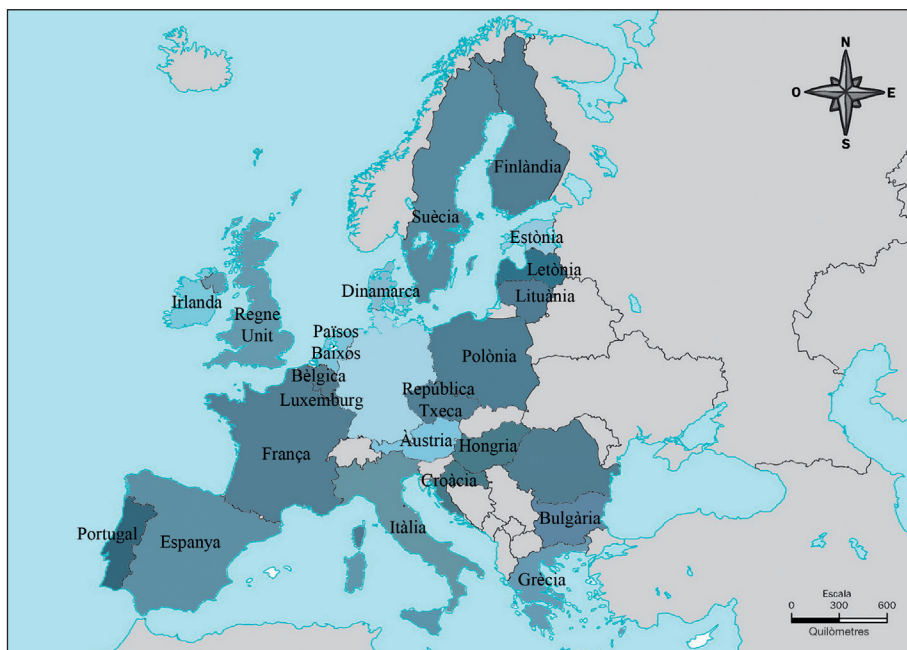 N
O
E
S
Finlàndia
Suècia
Estònia
Letònia
Lituània
Dinamarca
Irlanda
Regne
Unit
Països
Baixos
Bèlgica
Luxemburg
Polònia
República
Txeca
Àustria
Hongria
França
Croàcia
Itàlia
Bulgària
Portugal
Espanya
Grècia
Escala
0 300 600
Quilòmetres